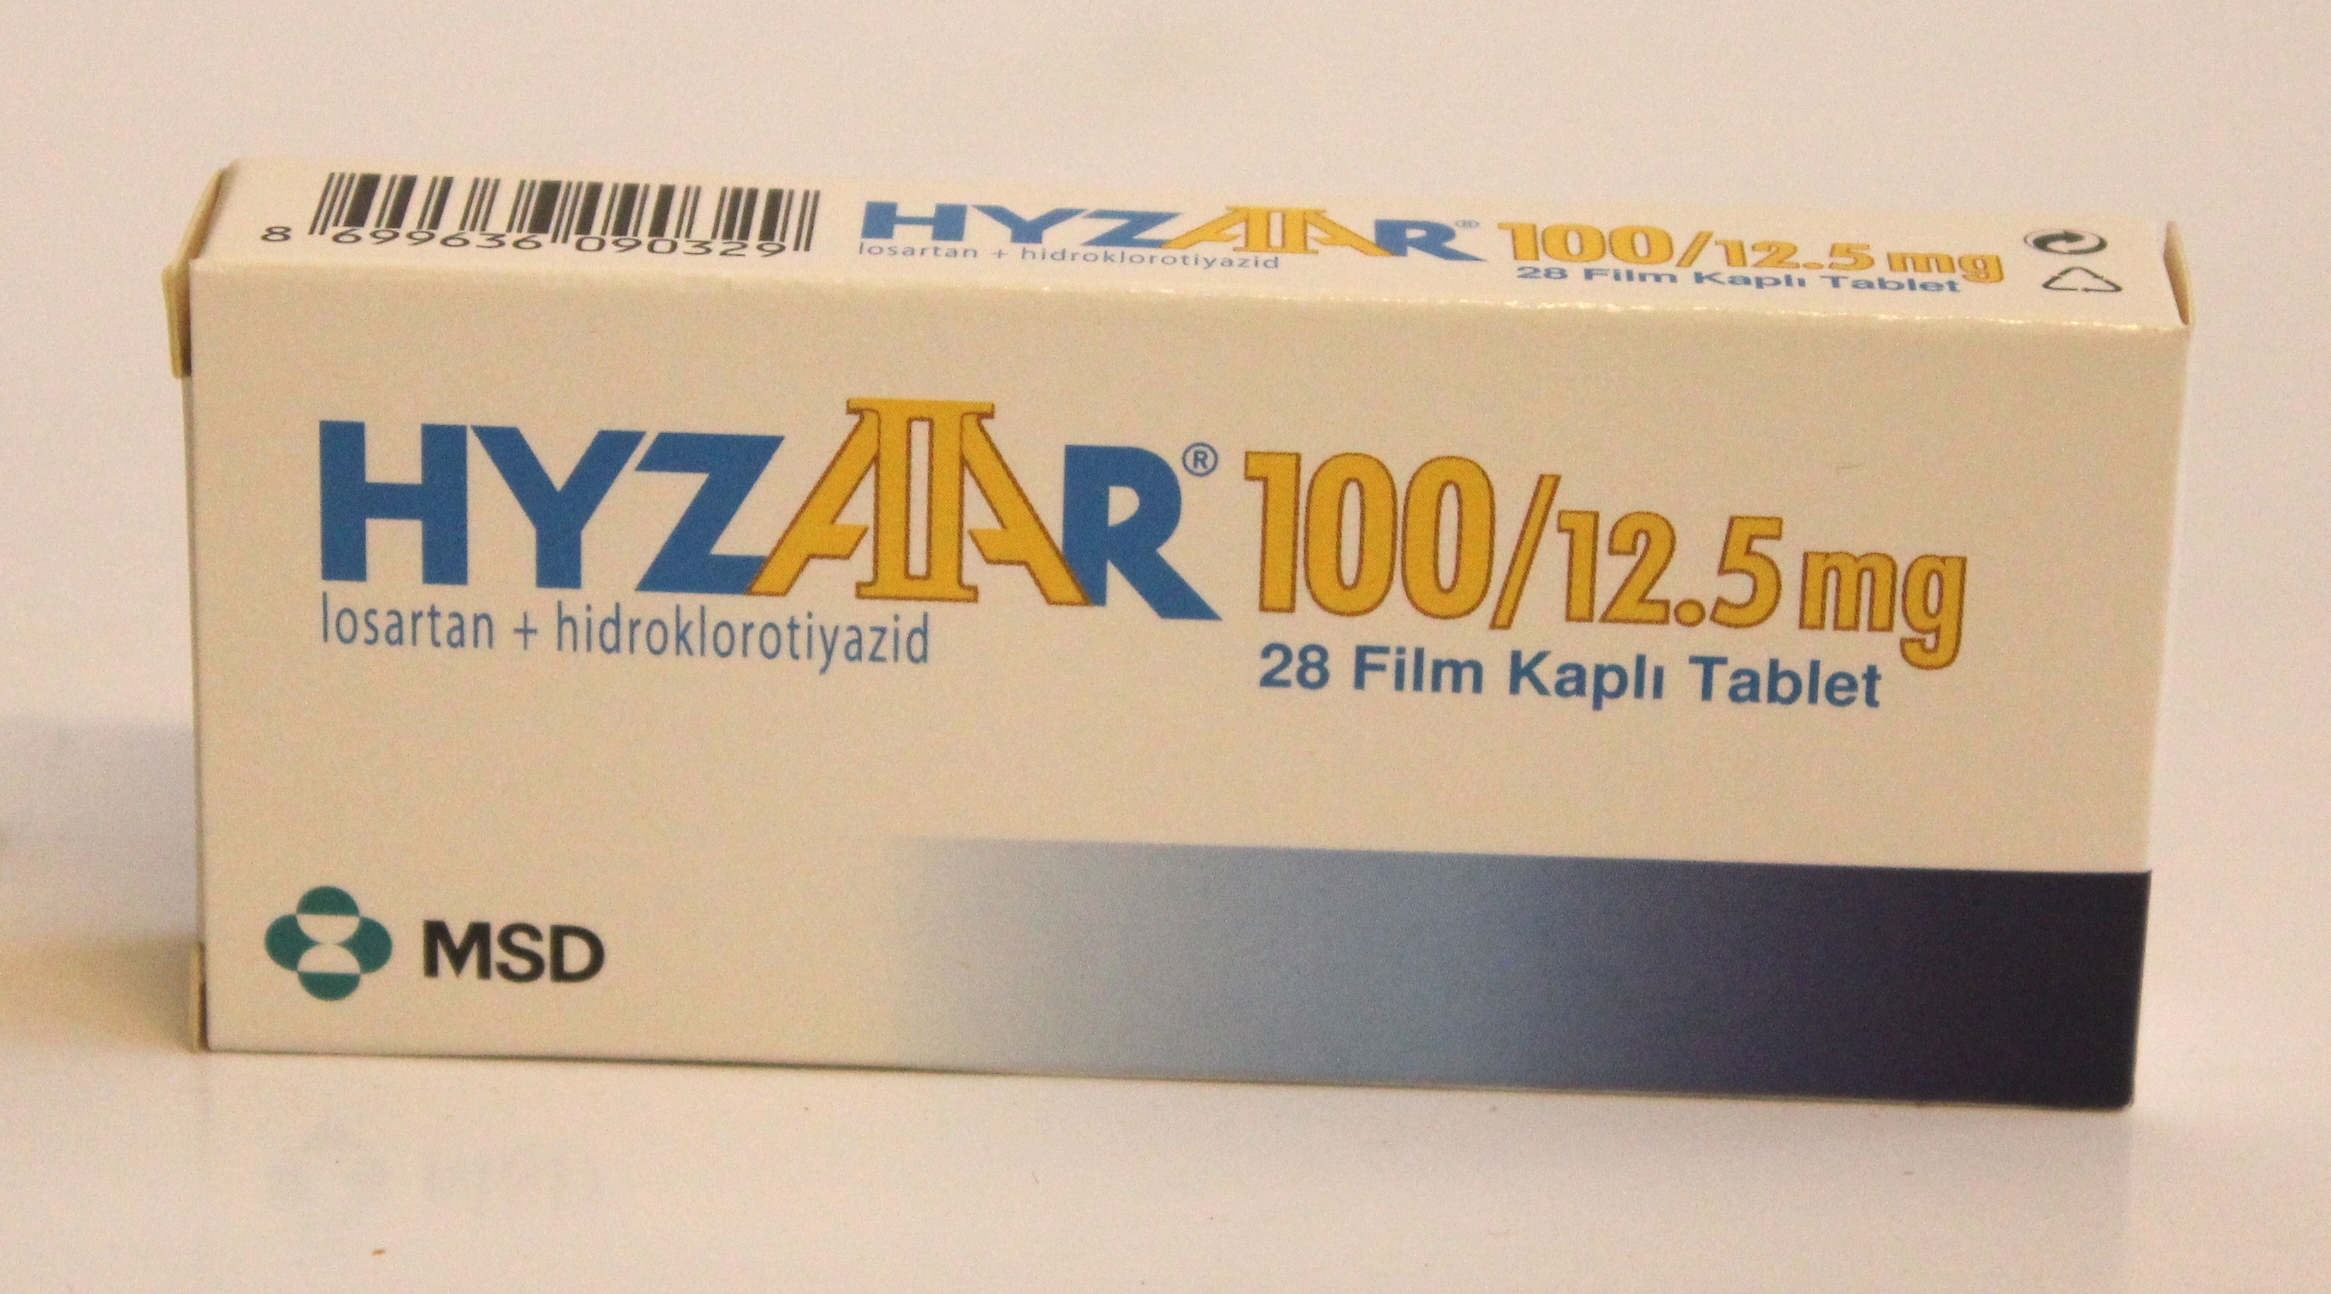 8 699636 090329
HYZAAR® 100/12.5 mg
losartan + hidroklorotiyazid
28 Film Kaplı Tablet
HYZAAR® 100/12.5 mg
losartan + hidroklorotiyazid
28 Film Kaplı Tablet
MSD